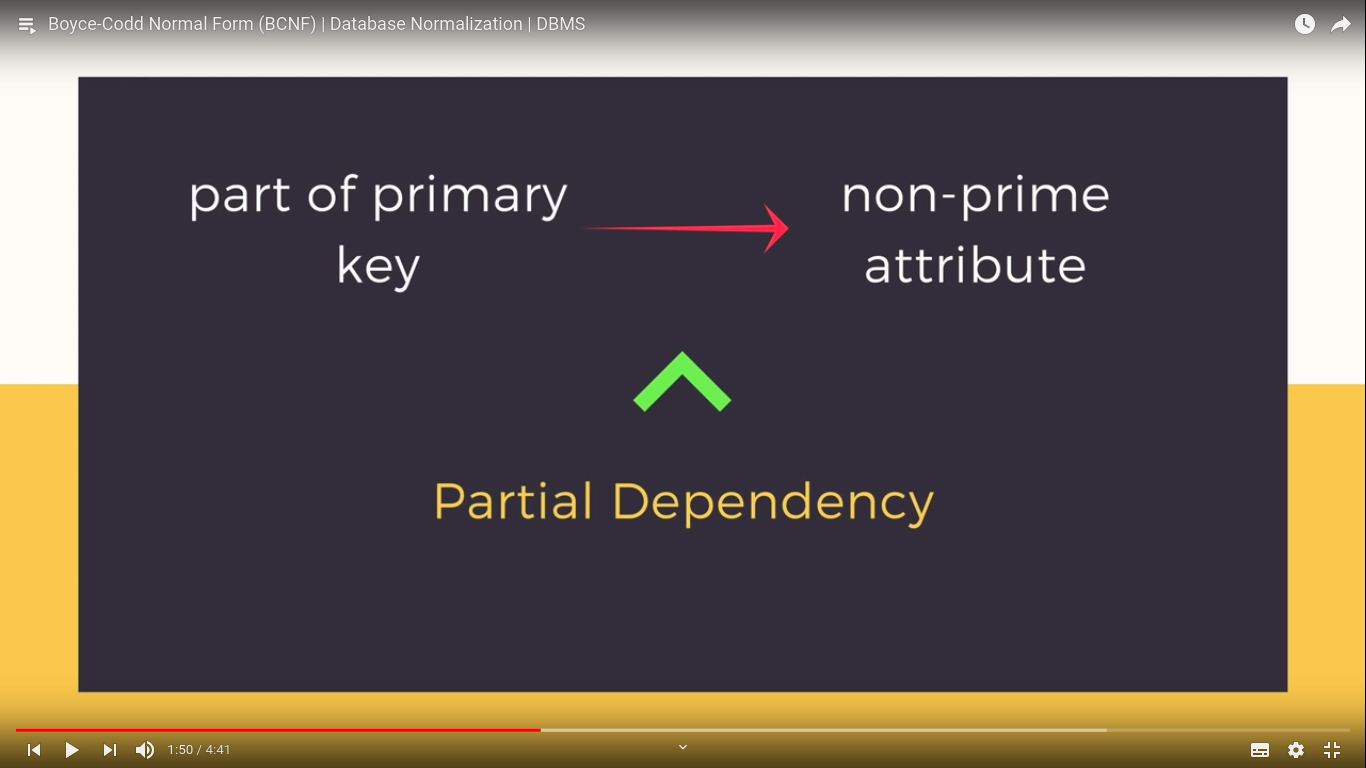 Boyce-Codd Normal Form (BCNF) | Database Normalization | DBMS
part of primary
key
non-prime
attribute
Partial Dependency
1:50 / 4:41